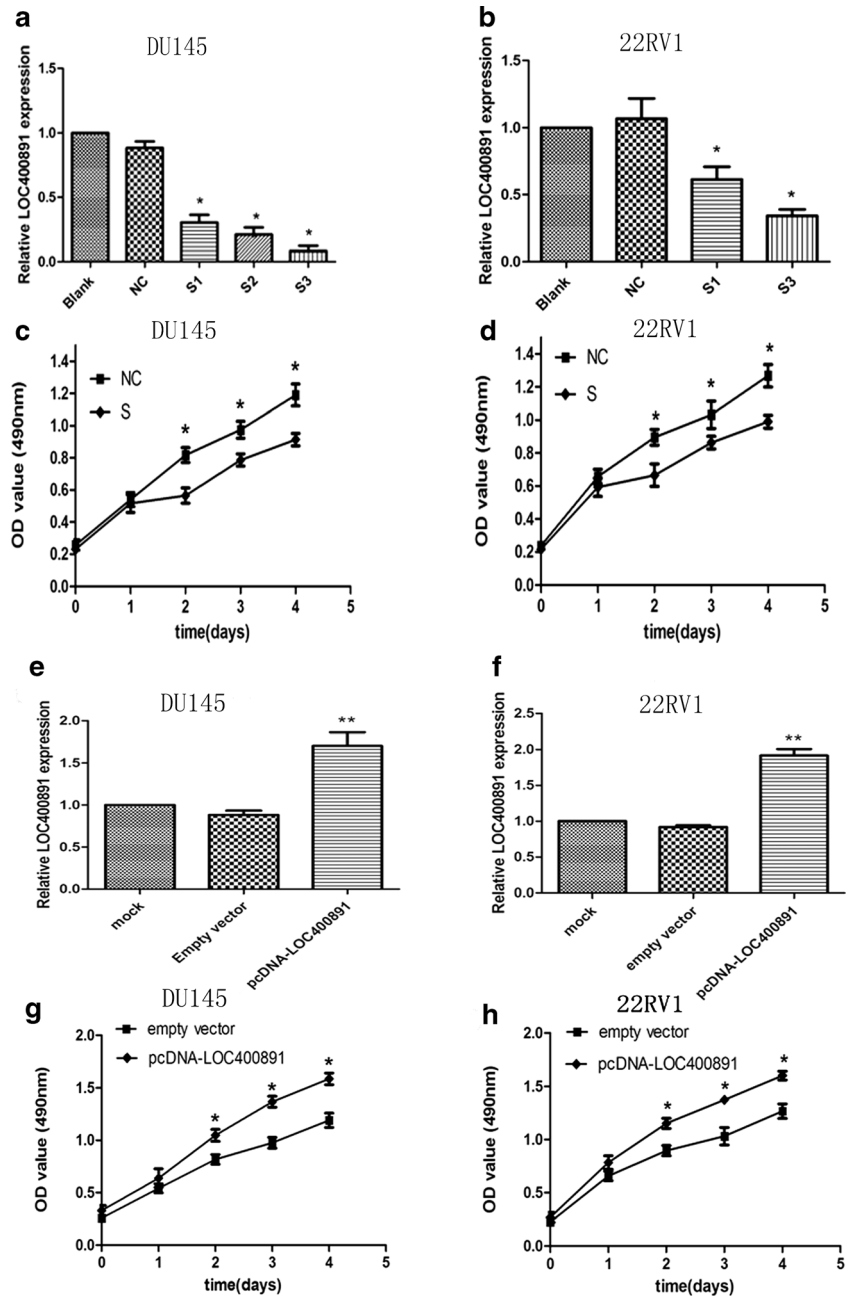 a
DU145
Relative LOC400891 expression
1.5
1.0
0.5
0.0
*
*
*
Blank
NC
S1
S2
S3
b
22RV1
Relative LOC400891 expression
1.5
1.0
0.5
0.0
*
*
Blank
NC
S1
S3
c
DU145
OD value (490nm)
1.4
1.2
1.0
0.8
0.6
0.4
0.2
0.0
NC
S
*
*
*
0
1
2
3
4
5
time(days)
d
22RV1
OD value (490nm)
1.4
1.2
1.0
0.8
0.6
0.4
0.2
0.0
NC
S
*
*
*
0
1
2
3
4
5
time(days)
e
DU145
Relative LOC400891 expression
2.0
1.5
1.0
0.5
0.0
**
mock
Empty vector
pcDNA-LOC400891
f
22RV1
Relative LOC400891 expression
2.5
2.0
1.5
1.0
0.5
0.0
**
mock
empty vector
pcDNA-LOC400891
g
DU145
OD value (490nm)
2.0
1.5
1.0
0.5
0.0
empty vector
pcDNA-LOC400891
*
*
*
0
1
2
3
4
5
time(days)
h
22RV1
OD value (490nm)
2.0
1.5
1.0
0.5
0.0
empty vector
pcDNA-LOC400891
*
*
*
0
1
2
3
4
5
time(days)